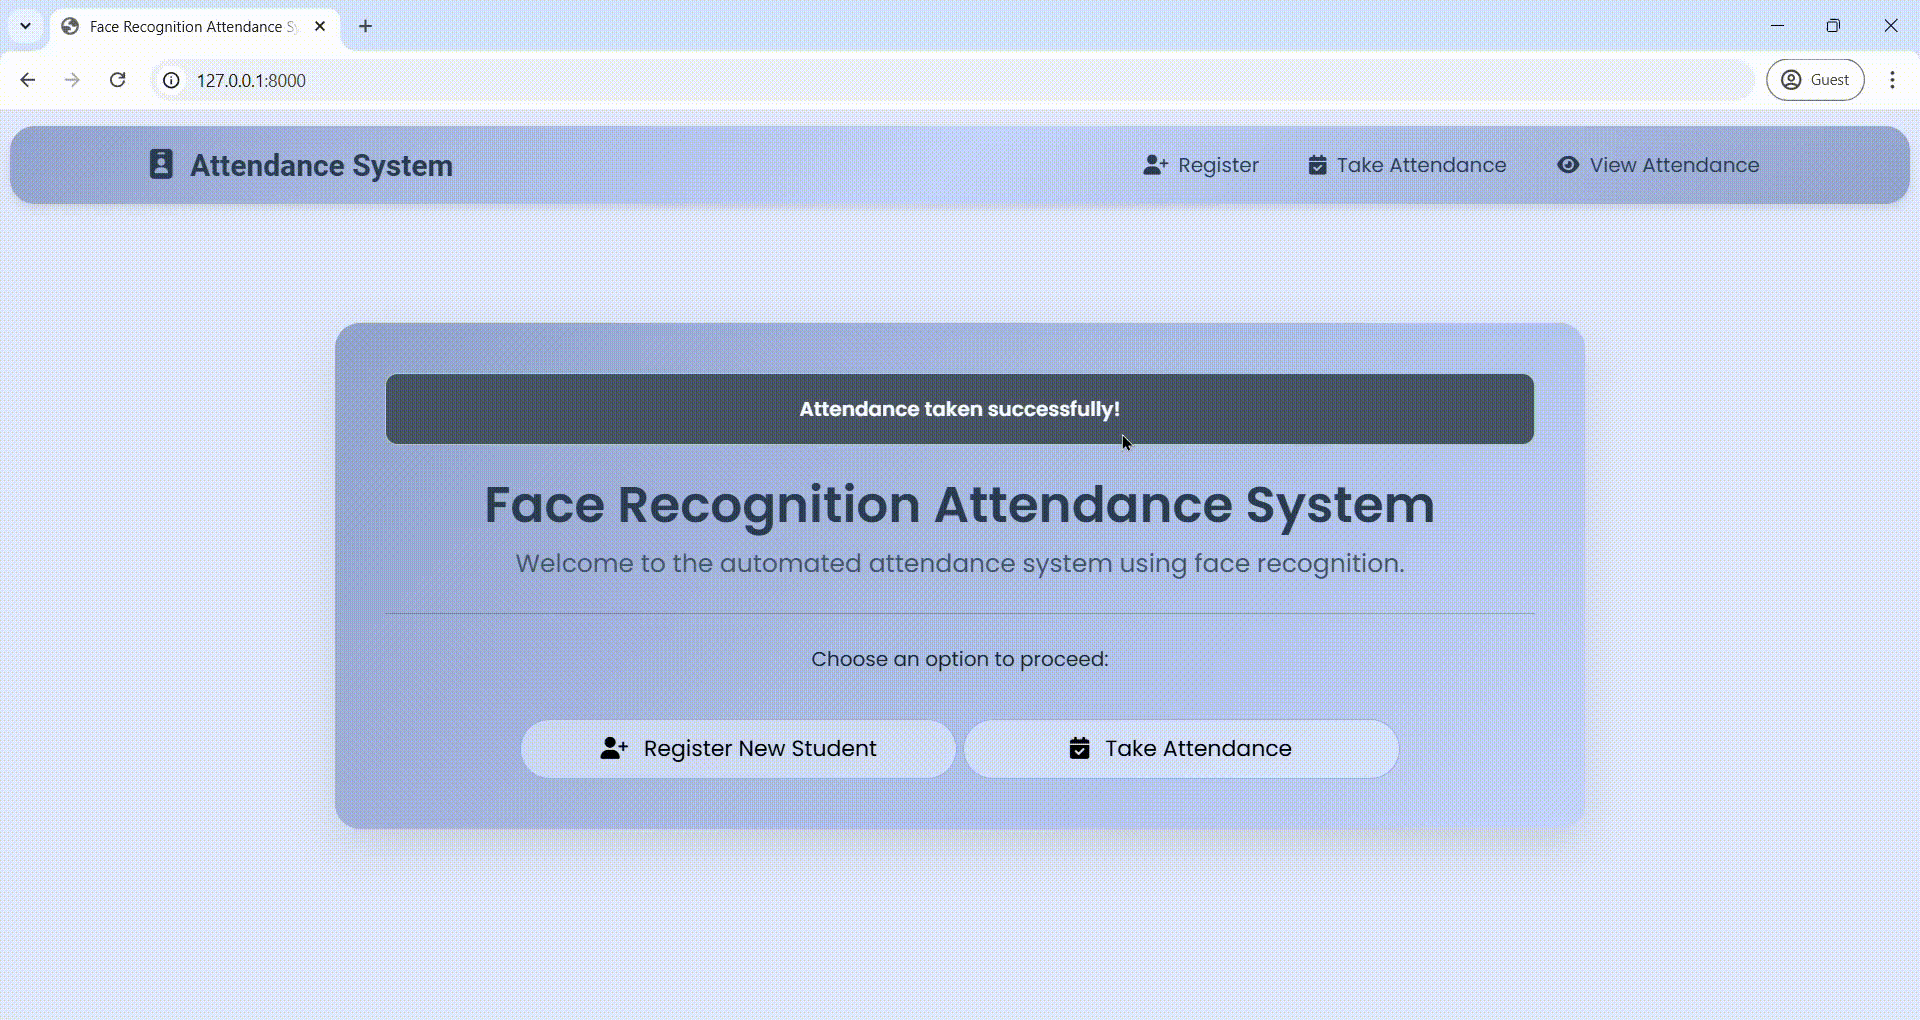 Face Recognition Attendance S
127.0.0.1:8000
Guest
Attendance System
Register
Take Attendance
View Attendance
Attendance taken successfully!
Face Recognition Attendance System
Welcome to the automated attendance system using face recognition.
Choose an option to proceed:
Register New Student
Take Attendance